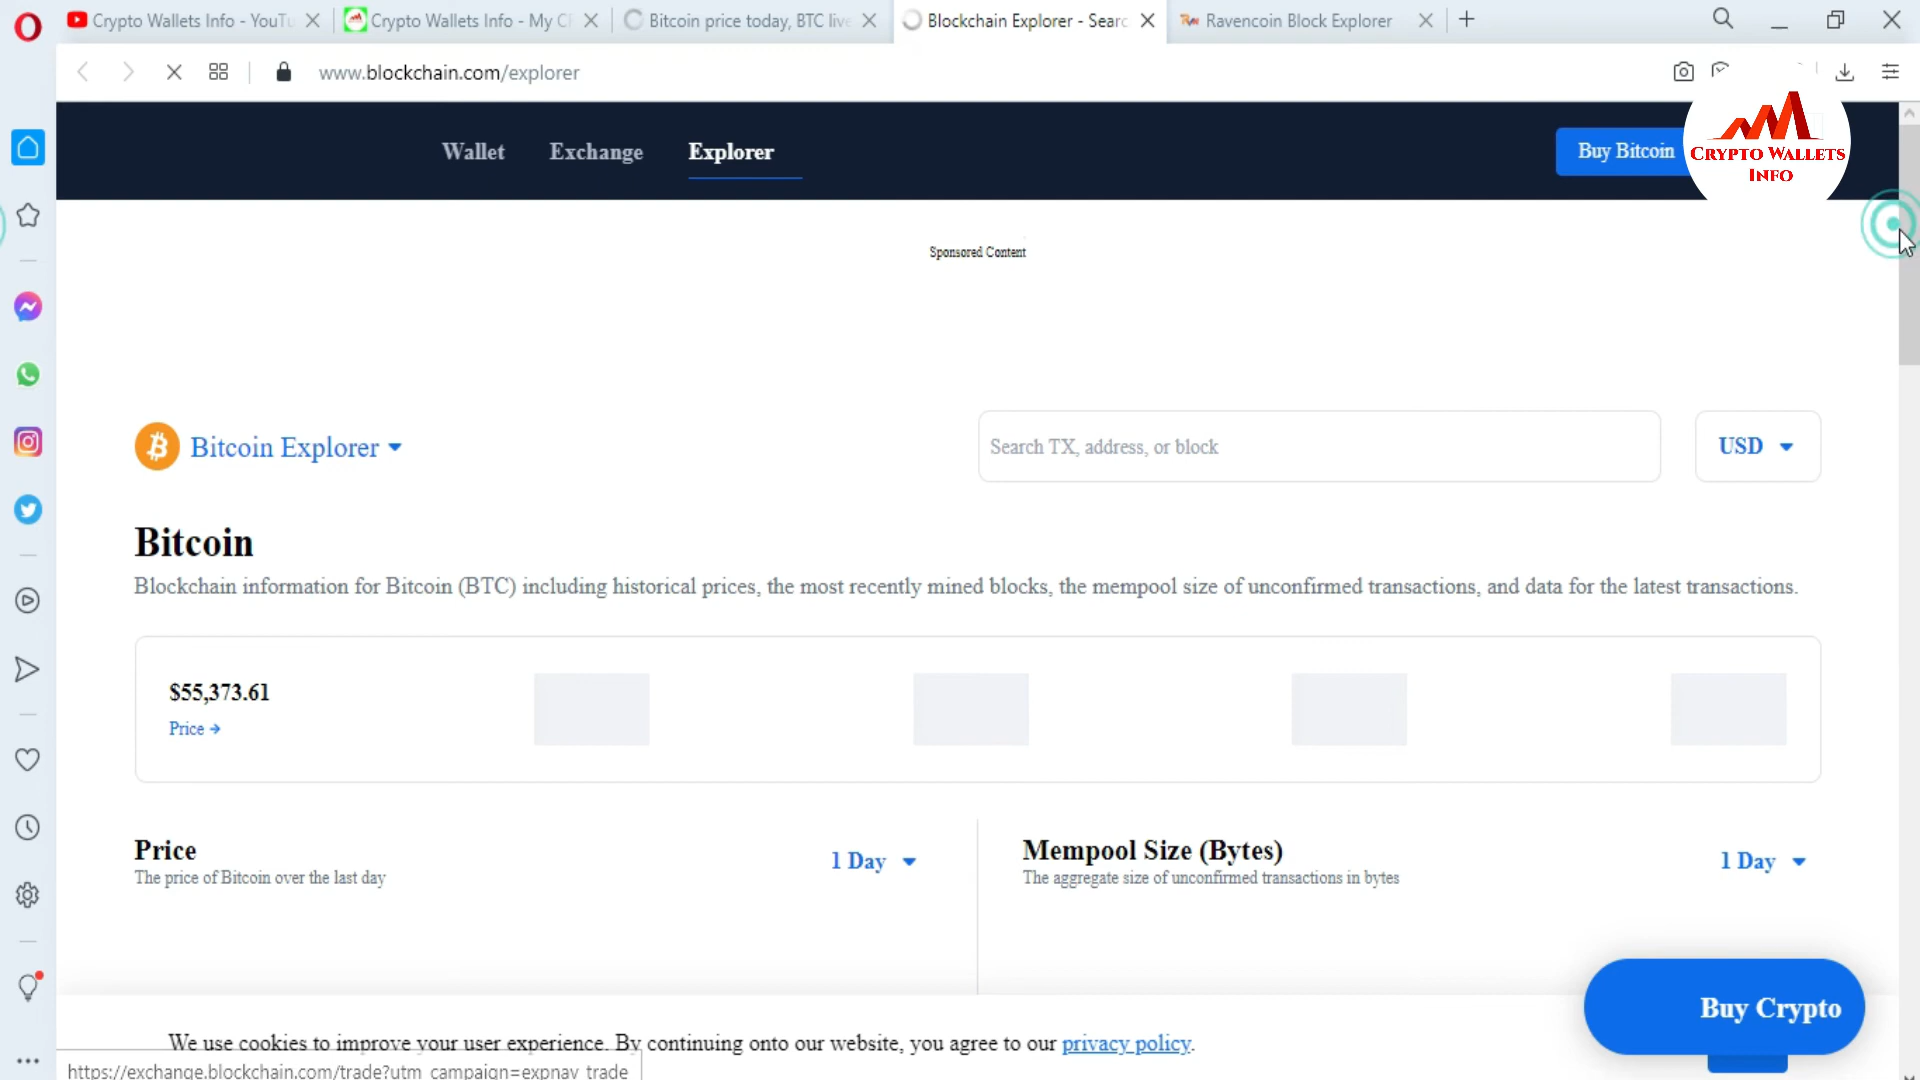 Crypto Wallets Info - YouTu
Crypto Wallets Info - My C
Bitcoin price today, BTC live
Blockchain Explorer - Searc
Ravencoin Block Explorer
www.blockchain.com/explorer
Wallet
Exchange
Explorer
Buy Bitcoin
CRYPTO WALLETS
INFO
Sponsored Content
Bitcoin Explorer
Search TX, address, or block
USD
Bitcoin
Blockchain information for Bitcoin (BTC) including historical prices, the most recently mined blocks, the mempool size of unconfirmed transactions, and data for the latest transactions.
$55,373.61
Price →
Price
1 Day
The price of Bitcoin over the last day
Mempool Size (Bytes)
1 Day
The aggregate size of unconfirmed transactions in bytes
Buy Crypto
We use cookies to improve your user experience. By continuing onto our website, you agree to our privacy policy.
https://exchange.blockchain.com/trade?utm_campaign=expnav_trade